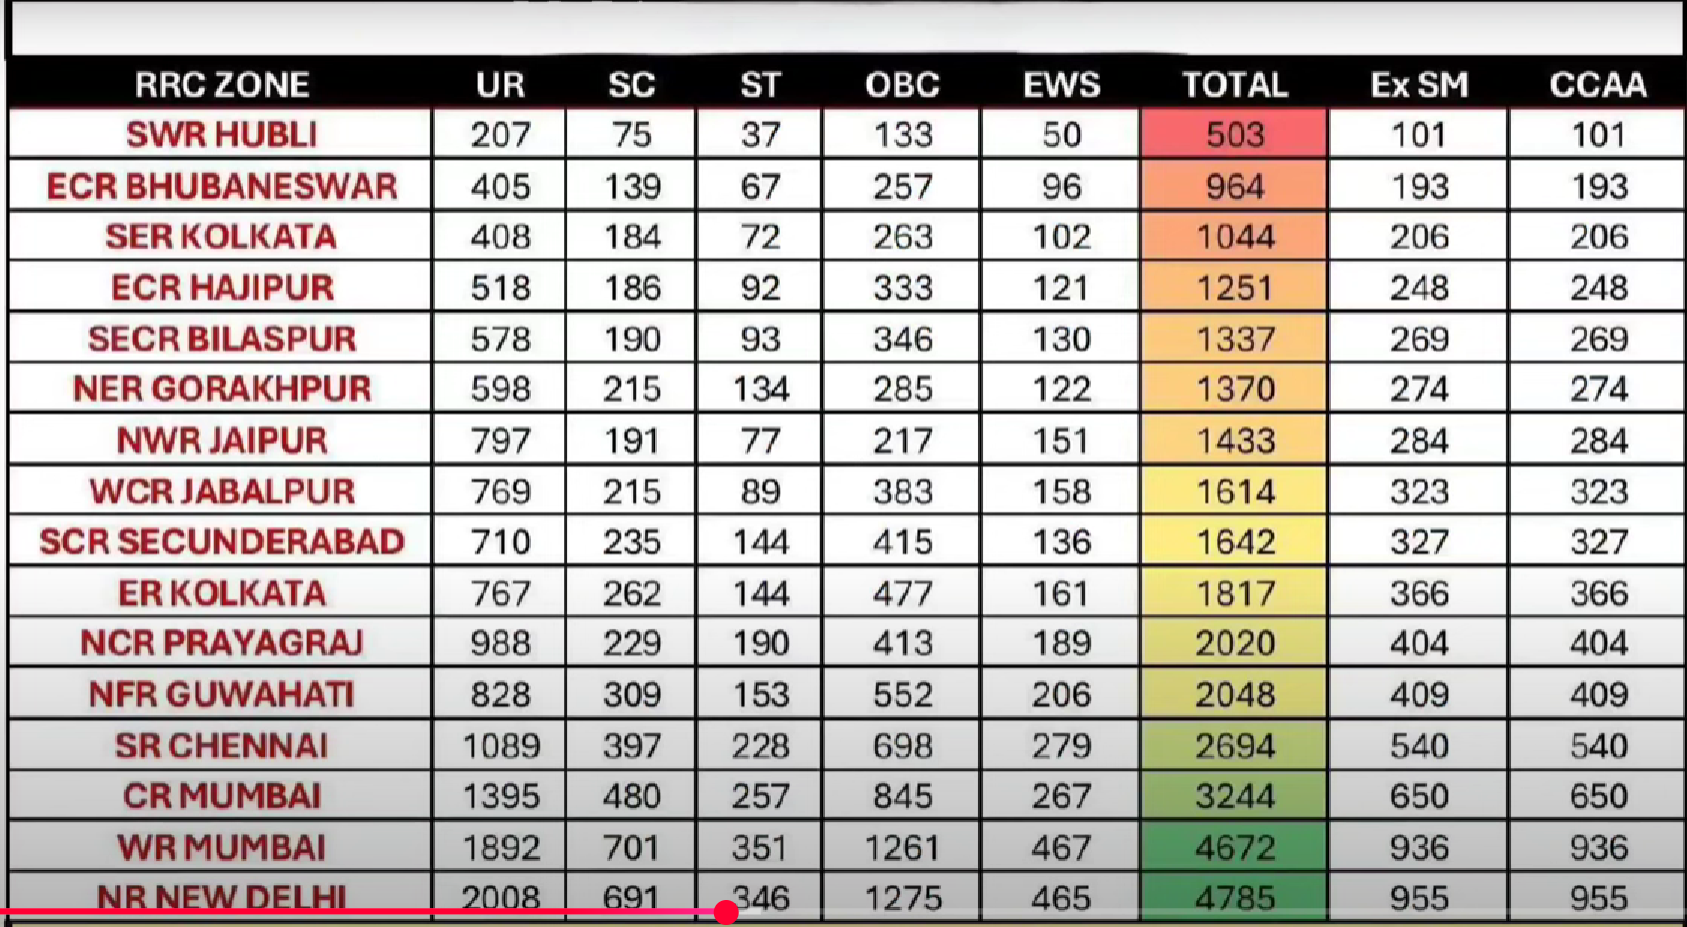 RRC ZONE UR SC ST OBC EWS TOTAL Ex SM CCAA
SWR HUBLI 207 75 37 133 50 503 101 101
ECR BHUBANESWAR 405 139 67 257 96 964 193 193
SER KOLKATA 408 184 72 263 102 1044 206 206
ECR HAJIPUR 518 186 92 333 121 1251 248 248
SECR BILASPUR 578 190 93 346 130 1337 269 269
NER GORAKHPUR 598 215 134 285 122 1370 274 274
NWR JAIPUR 797 191 77 217 151 1433 284 284
WCR JABALPUR 769 215 89 383 158 1614 323 323
SCR SECUNDERABAD 710 235 144 415 136 1642 327 327
ER KOLKATA 767 262 144 477 161 1817 366 366
NCR PRAYAGRAJ 988 229 190 413 189 2020 404 404
NFR GUWAHATI 828 309 153 552 206 2048 409 409
SR CHENNAI 1089 397 228 698 279 2694 540 540
CR MUMBAI 1395 480 257 845 267 3244 650 650
WR MUMBAI 1892 701 351 1261 467 4672 936 936
NR NEW DELHI 2008 691 346 1275 465 4785 955 955